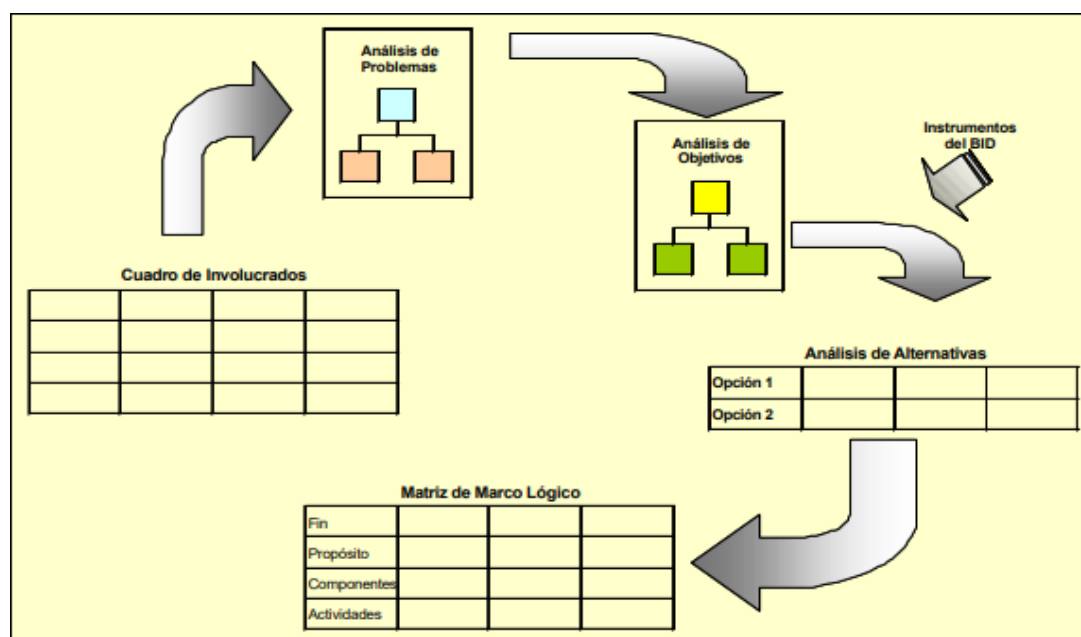 Análisis de
Problemas
Análisis de
Objetivos
Instrumentos
del BID
Cuadro de Involucrados
Análisis de Alternativas
Opción 1
Opción 2
Matriz de Marco Lógico
Fin
Propósito
Componentes
Actividades